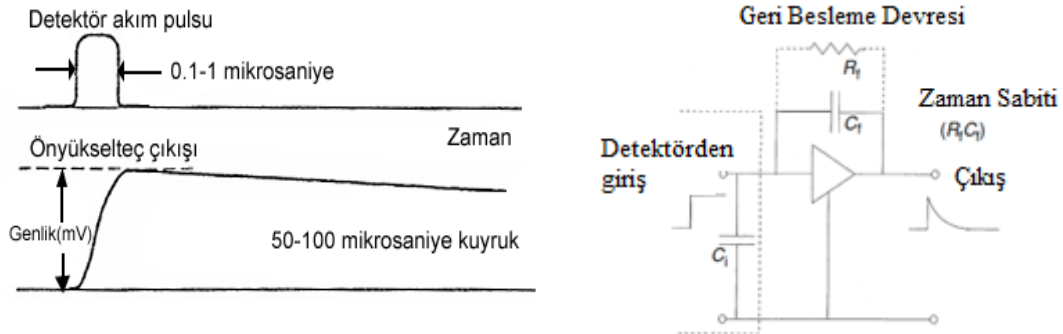 Detektör akım pulsu
0.1-1 mikrosaniye
Zaman
Önyükselteç çıkışı
Genlik(mV)
50-100 mikrosaniye kuyruk
Geri Besleme Devresi
Rf
Cf
Zaman Sabiti
(RfCf)
Detektörden
giriş
Çıkış
Ci